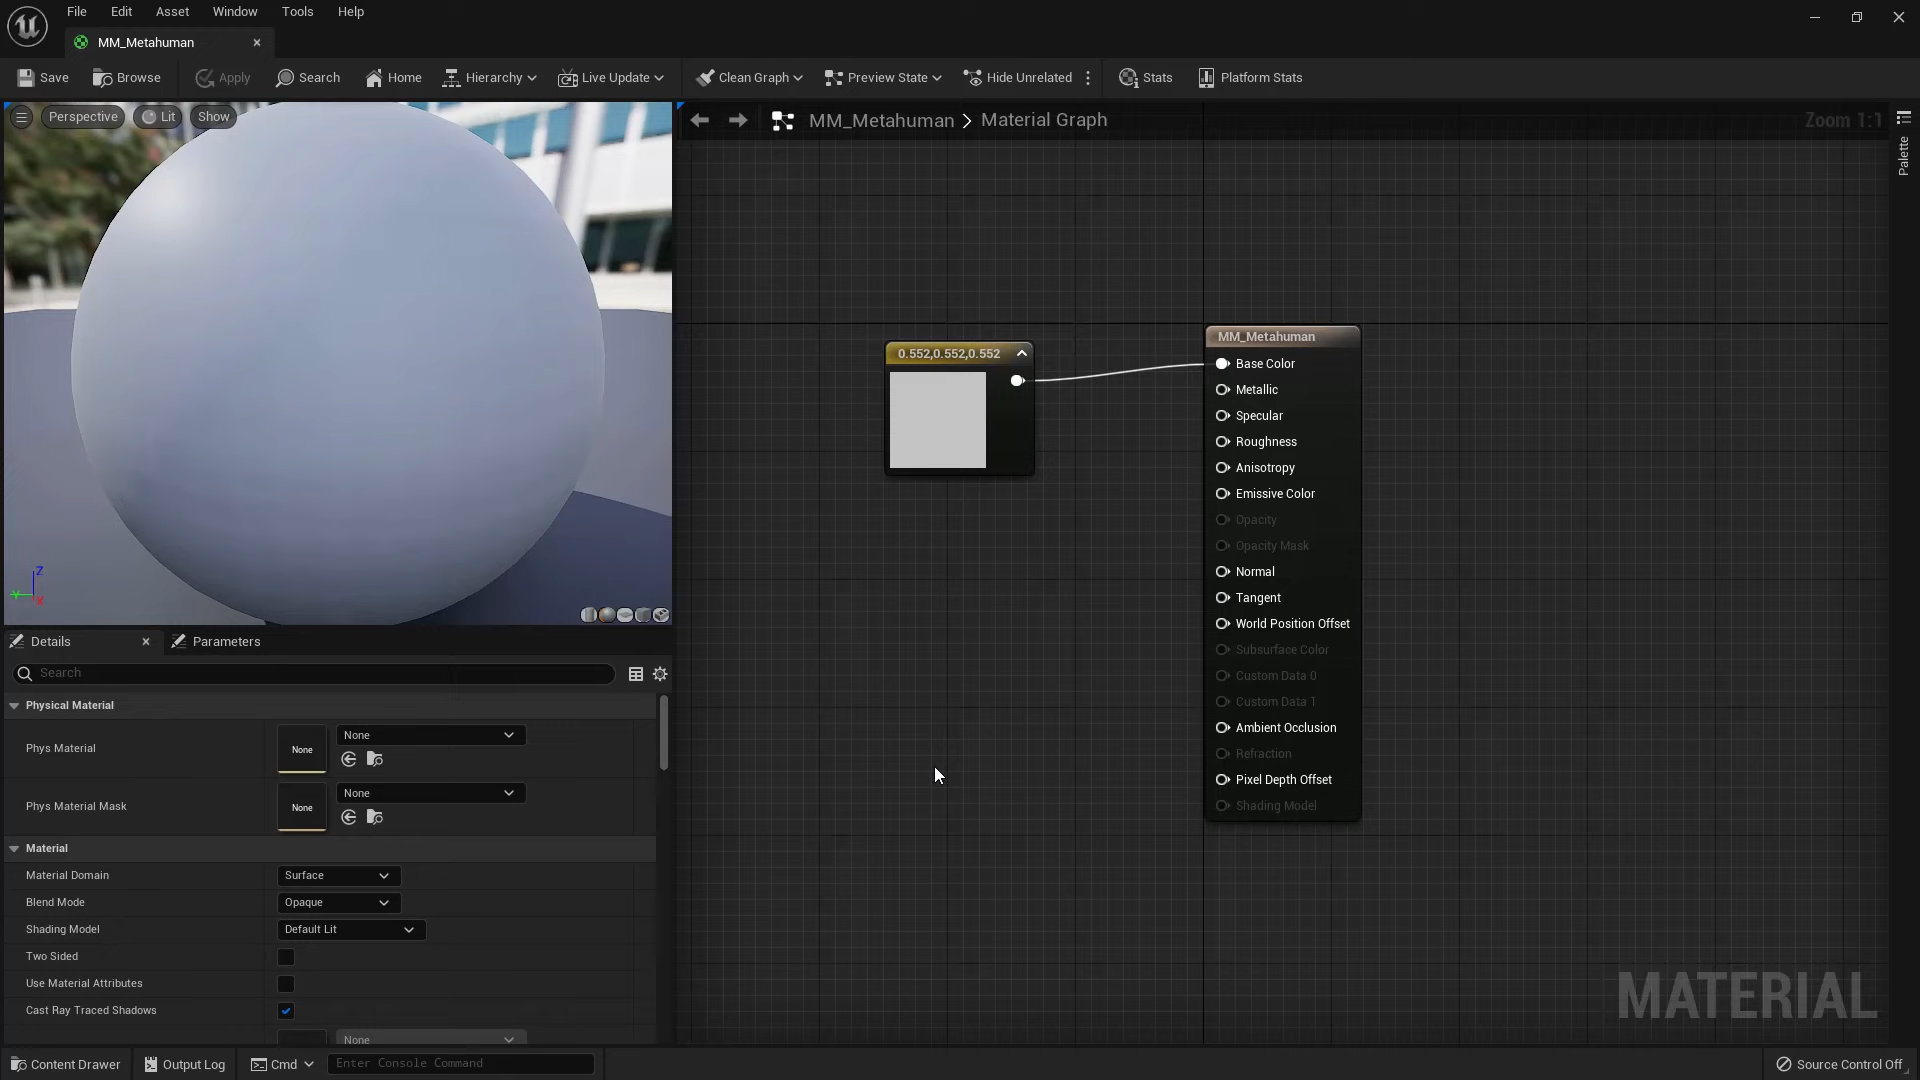 File Edit Asset Window Tools Help
MM_Metahuman
Save Browse Apply Search Home Hierarchy Live Update Clean Graph Preview State Hide Unrelated Stats Platform Stats
Perspective Lit Show
MM_Metahuman > Material Graph
Zoom 1:1
Palette
0.552,0.552,0.552
MM_Metahuman
Base Color
Metallic
Specular
Roughness
Anisotropy
Emissive Color
Opacity
Opacity Mask
Normal
Tangent
World Position Offset
Subsurface Color
Custom Data 0
Custom Data 1
Ambient Occlusion
Refraction
Pixel Depth Offset
Shading Model
Z
Y
X
Details Parameters
Search
Physical Material
Phys Material None None
Phys Material Mask None None
Material
Material Domain Surface
Blend Mode Opaque
Shading Model Default Lit
Two Sided
Use Material Attributes
Cast Ray Traced Shadows
None
MATERIAL
Content Drawer Output Log Cmd Enter Console Command Source Control Off